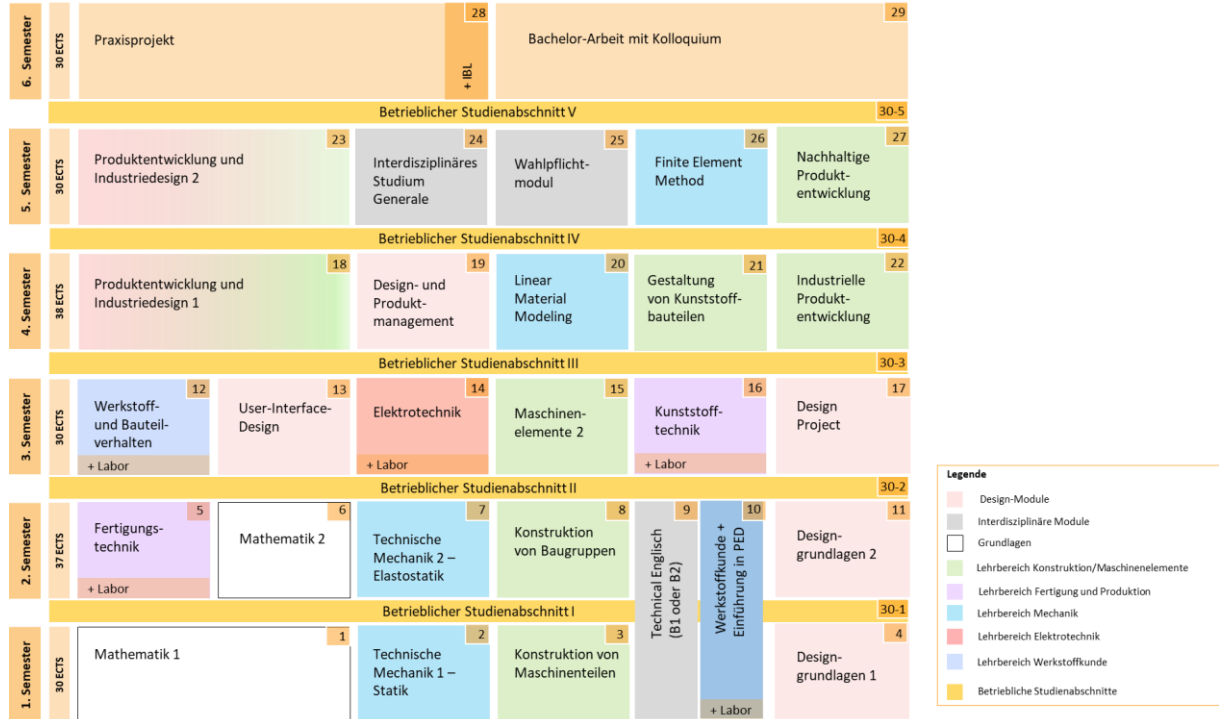 6. Semester
30 ECTS
Praxisprojekt
28
+ IBL
Bachelor-Arbeit mit Kolloquium
29
Betrieblicher Studienabschnitt V
30-5
5. Semester
30 ECTS
Produktentwicklung und
Industriedesign 2
23
Interdisziplinäres
Studium
Generale
24
Wahlpflicht-
modul
25
Finite Element
Method
26
Nachhaltige
Produkt-
entwicklung
27
Betrieblicher Studienabschnitt IV
30-4
4. Semester
38 ECTS
Produktentwicklung und
Industriedesign 1
18
Design- und
Produkt-
management
19
Linear
Material
Modeling
20
Gestaltung
von Kunststoff-
bauteilen
21
Industrielle
Produkt-
entwicklung
22
Betrieblicher Studienabschnitt III
30-3
3. Semester
30 ECTS
Werkstoff-
und Bauteil-
verhalten
12
+ Labor
User-Interface-
Design
13
Elektrotechnik
14
+ Labor
Maschinen-
elemente 2
15
Kunststoff-
technik
16
+ Labor
Design
Project
17
Betrieblicher Studienabschnitt II
30-2
2. Semester
37 ECTS
Fertigungs-
technik
5
+ Labor
Mathematik 2
6
Technische
Mechanik 2 –
Elastostatik
7
Konstruktion
von Baugruppen
8
Technical Englisch
(B1 oder B2)
9
Werkstoffkunde +
Einführung in PED
10
+ Labor
Design-
grundlagen 2
11
Betrieblicher Studienabschnitt I
30-1
1. Semester
30 ECTS
Mathematik 1
1
Technische
Mechanik 1 –
Statik
2
Konstruktion von
Maschinenteilen
3
Design-
grundlagen 1
4
Legende
Design-Module
Interdisziplinäre Module
Grundlagen
Lehrbereich Konstruktion/Maschinenelemente
Lehrbereich Fertigung und Produktion
Lehrbereich Mechanik
Lehrbereich Elektrotechnik
Lehrbereich Werkstoffkunde
Betriebliche Studienabschnitte